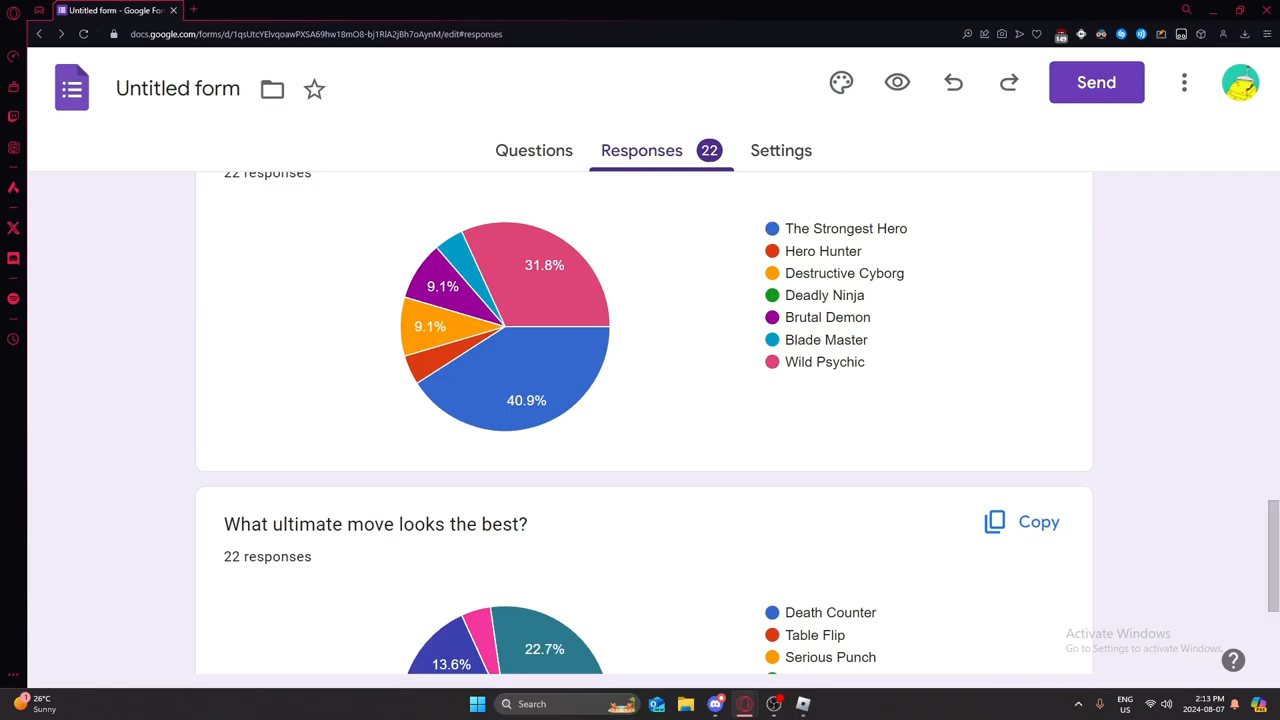 Untitled form - Google For
docs.google.com/forms/d/1qsUtcYElvqoawPXSA69hw18mO8-bj1RlA2jBh7oAynM/edit#responses
149
Untitled form
Send
Questions
Responses 22
Settings
22 responses
31.8%
9.1%
9.1%
40.9%
The Strongest Hero
Hero Hunter
Destructive Cyborg
Deadly Ninja
Brutal Demon
Blade Master
Wild Psychic
What ultimate move looks the best?
Copy
22 responses
13.6%
22.7%
Death Counter
Table Flip
Serious Punch
Activate Windows
Go to Settings to activate Windows.
1
26°C
Sunny
Search
ENG
US
2:13 PM
2024-08-07